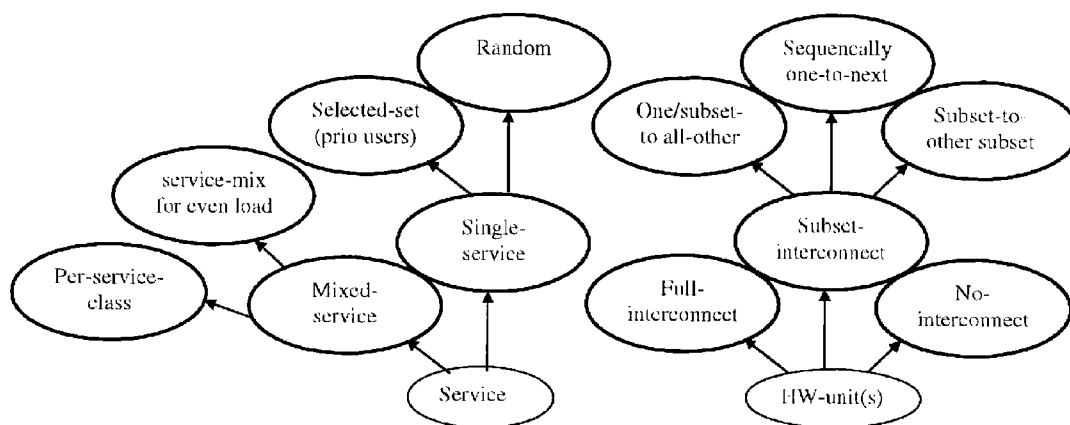 Random
Selected-set
(prio users)
service-mix
for even load
Per-service-
class
Single-
service
Mixed-
service
Service
Sequencally
one-to-next
One/subset-
to all-other
Subset-to-
other subset
Subset-
interconnect
Full-
interconnect
No-
interconnect
HW-unit(s)